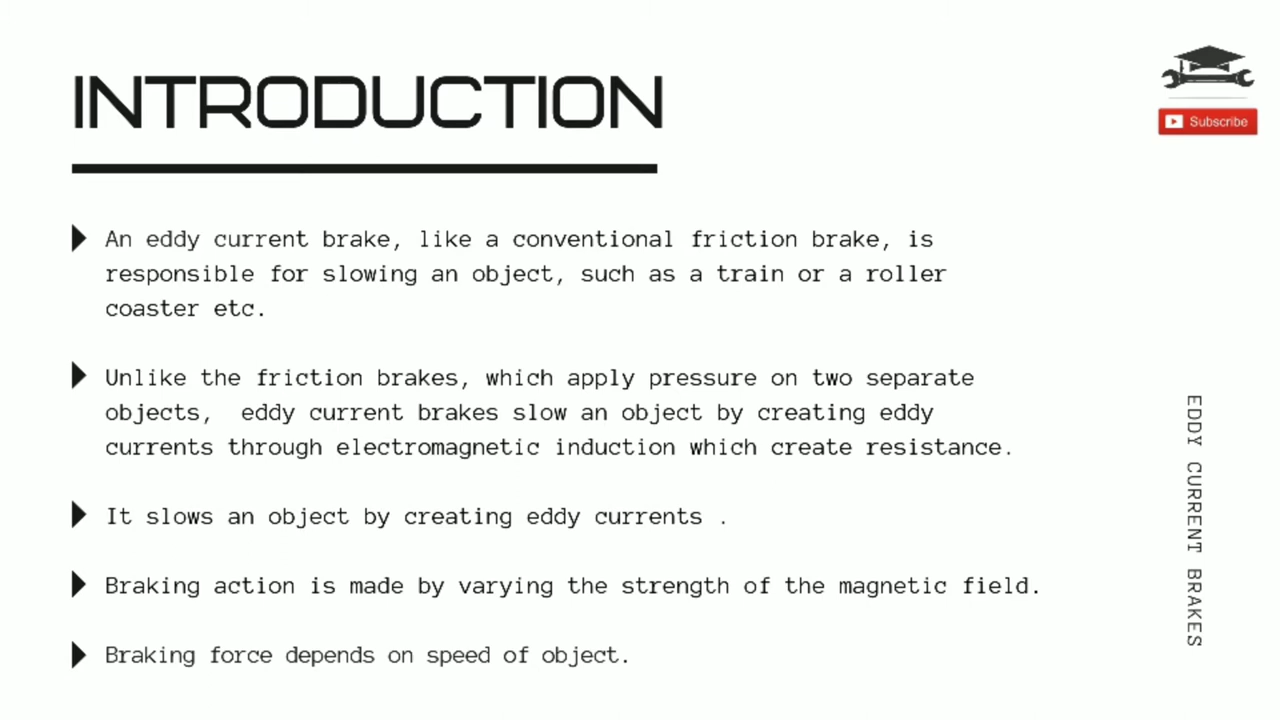 INTRODUCTION
Subscribe
An eddy current brake, like a conventional friction brake, is
responsible for slowing an object, such as a train or a roller
coaster etc.
Unlike the friction brakes, which apply pressure on two separate
objects,  eddy current brakes slow an object by creating eddy
currents through electromagnetic induction which create resistance.
It slows an object by creating eddy currents .
Braking action is made by varying the strength of the magnetic field.
Braking force depends on speed of object.
EDDY CURRENT BRAKES